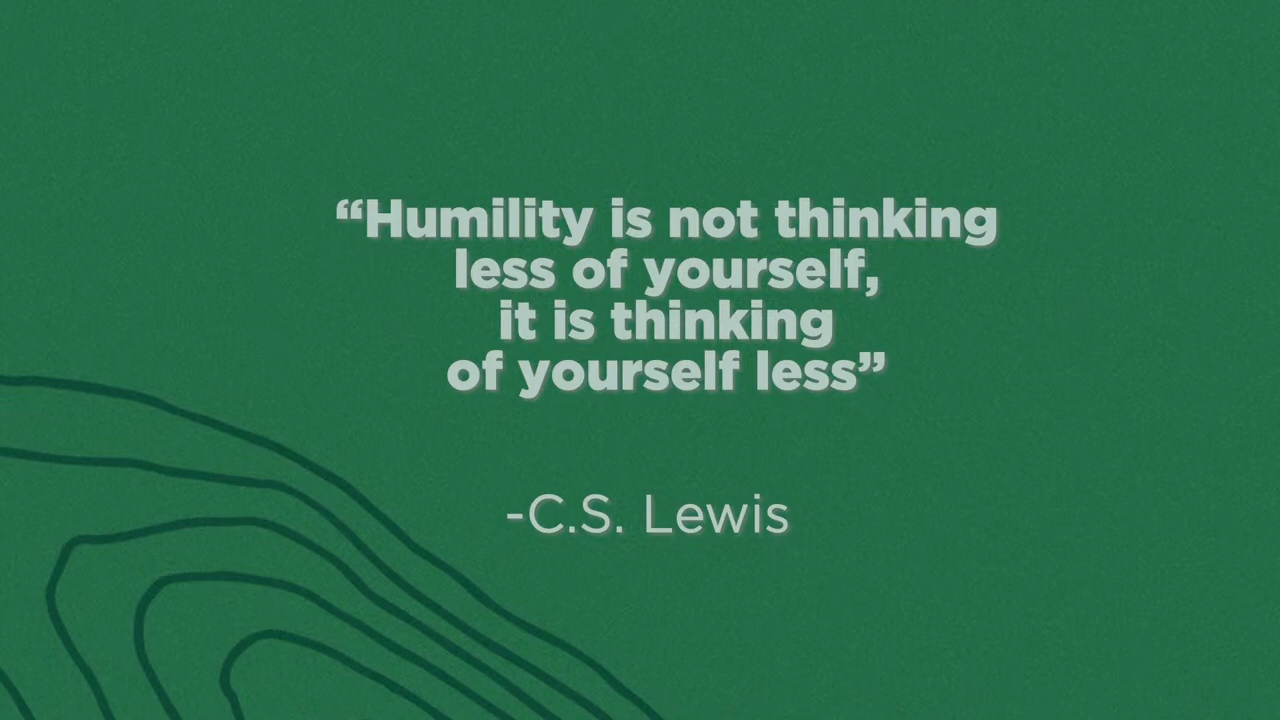 “Humility is not thinking
less of yourself,
it is thinking
of yourself less”
-C.S. Lewis